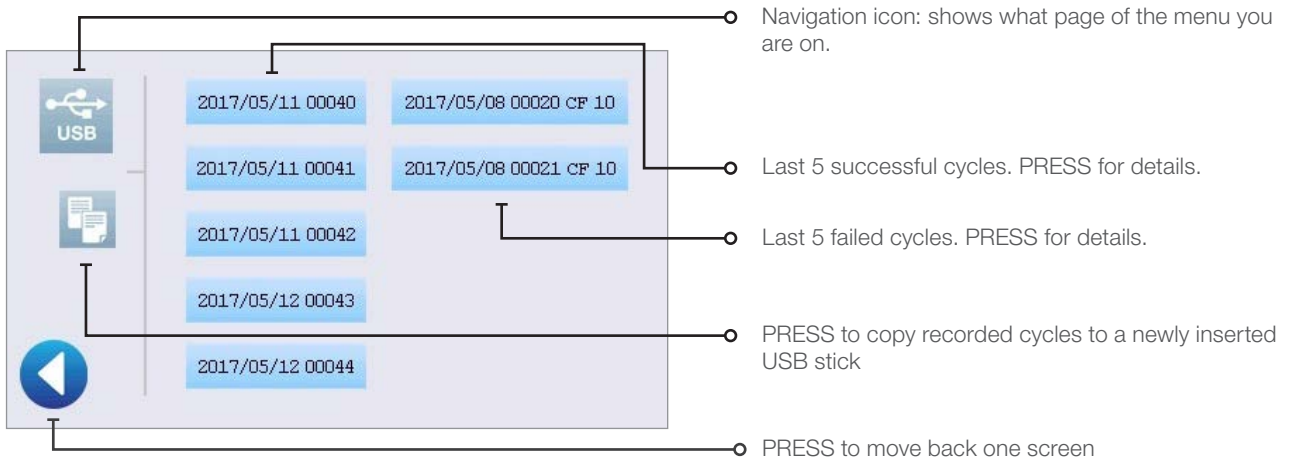 Navigation icon: shows what page of the menu you
are on.
USB
2017/05/11 00040
2017/05/08 00020 CF 10
2017/05/11 00041
2017/05/08 00021 CF 10
2017/05/11 00042
2017/05/12 00043
2017/05/12 00044
Last 5 successful cycles. PRESS for details.
Last 5 failed cycles. PRESS for details.
PRESS to copy recorded cycles to a newly inserted
USB stick
PRESS to move back one screen